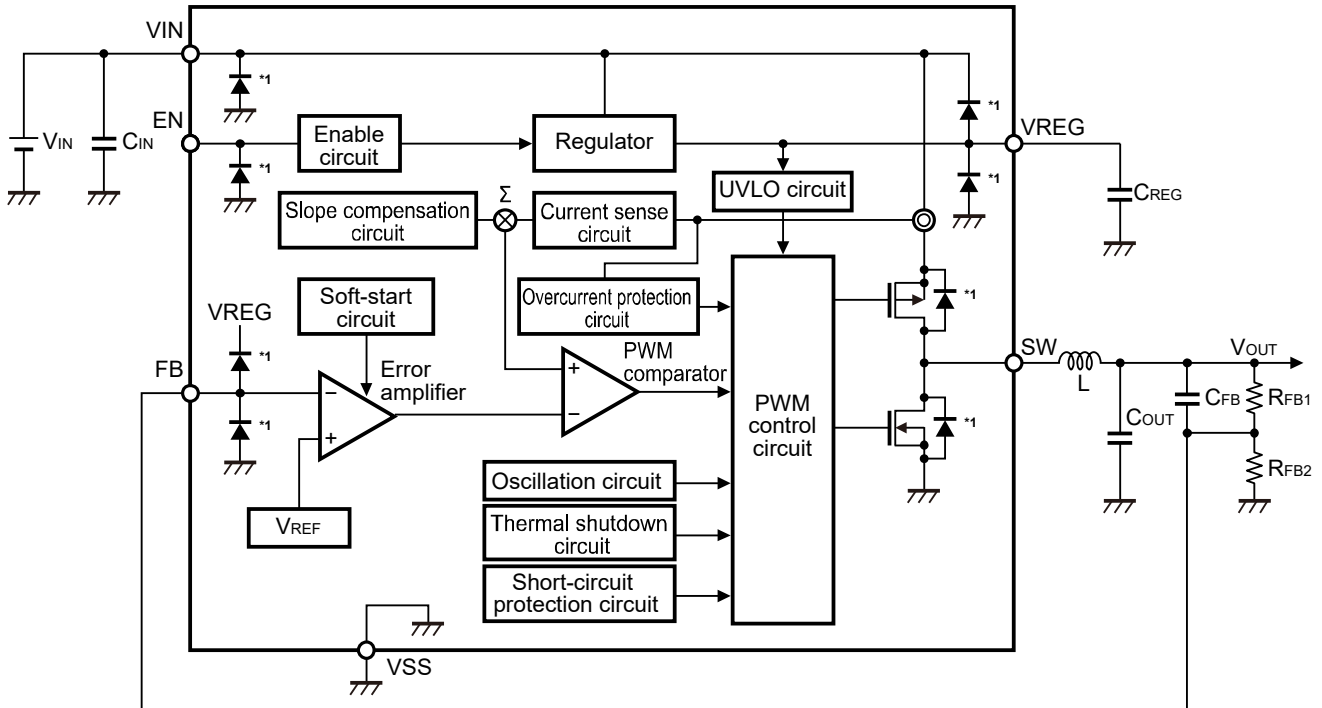 VIN
*1
*1
EN
Enable
circuit
Regulator
VREG
*1
*1
VIN
CIN
UVLO circuit
CREG
Slope compensation
circuit
Σ
Current sense
circuit
Soft-start
circuit
Overcurrent protection
circuit
*1
VREG
*1
FB
Error
amplifier
PWM
comparator
SW
VOUT
L
−
+
+
−
*1
PWM
control
circuit
*1
COUT
CFB
RFB1
RFB2
VREF
Oscillation circuit
Thermal shutdown
circuit
Short-circuit
protection circuit
VSS